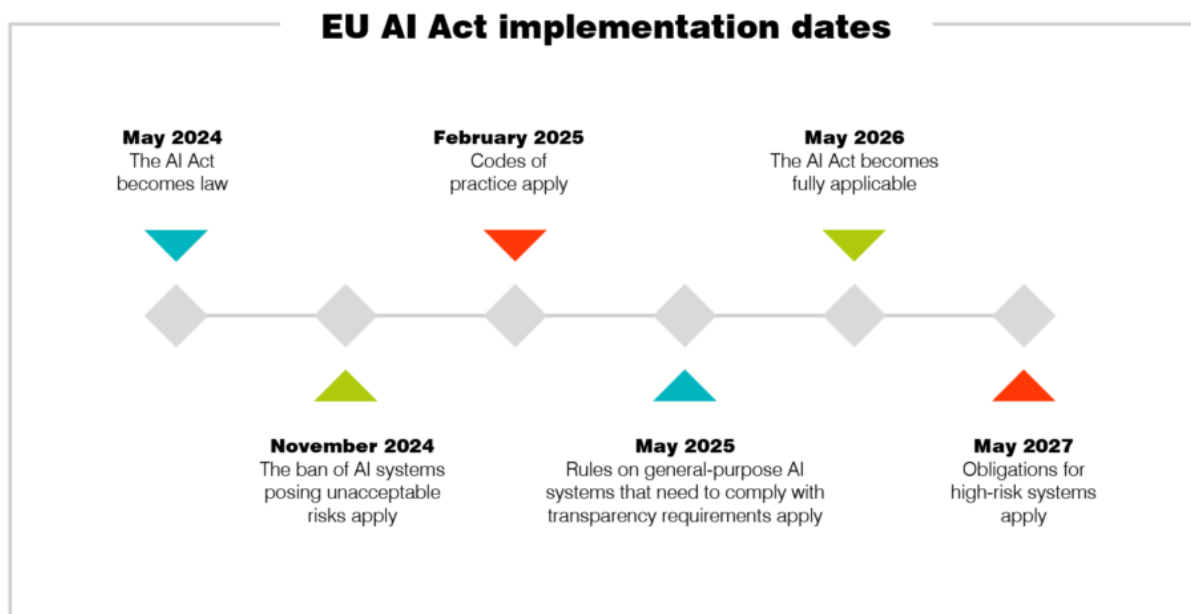 EU AI Act implementation dates
May 2024
The AI Act
becomes law
February 2025
Codes of
practice apply
May 2026
The AI Act becomes
fully applicable
November 2024
The ban of AI systems
posing unacceptable
risks apply
May 2025
Rules on general-purpose AI
systems that need to comply with
transparency requirements apply
May 2027
Obligations for
high-risk systems
apply